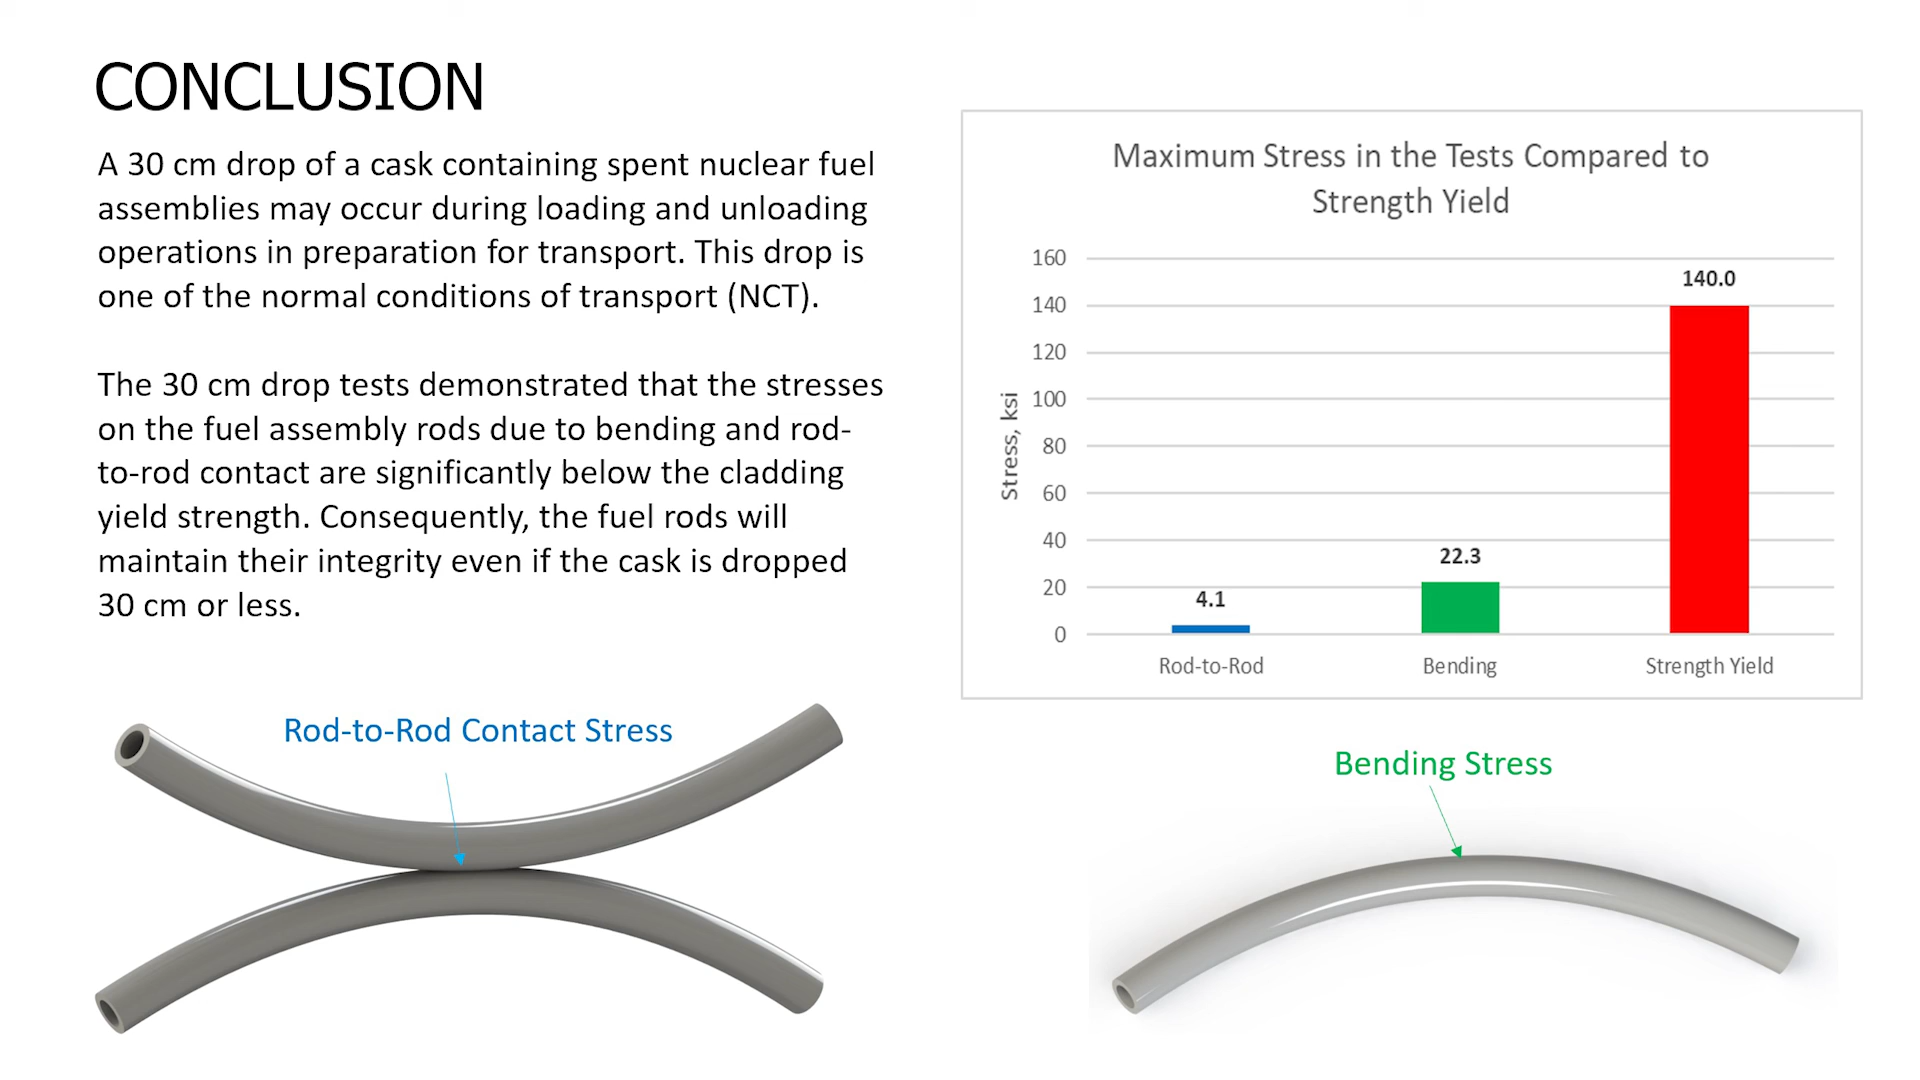 CONCLUSION
A 30 cm drop of a cask containing spent nuclear fuel
assemblies may occur during loading and unloading
operations in preparation for transport. This drop is
one of the normal conditions of transport (NCT).
The 30 cm drop tests demonstrated that the stresses
on the fuel assembly rods due to bending and rod-
to-rod contact are significantly below the cladding
yield strength. Consequently, the fuel rods will
maintain their integrity even if the cask is dropped
30 cm or less.
Maximum Stress in the Tests Compared to
Strength Yield
Stress, ksi
160
140
120
100
80
60
40
20
0
4.1
22.3
140.0
Rod-to-Rod
Bending
Strength Yield
Rod-to-Rod Contact Stress
Bending Stress